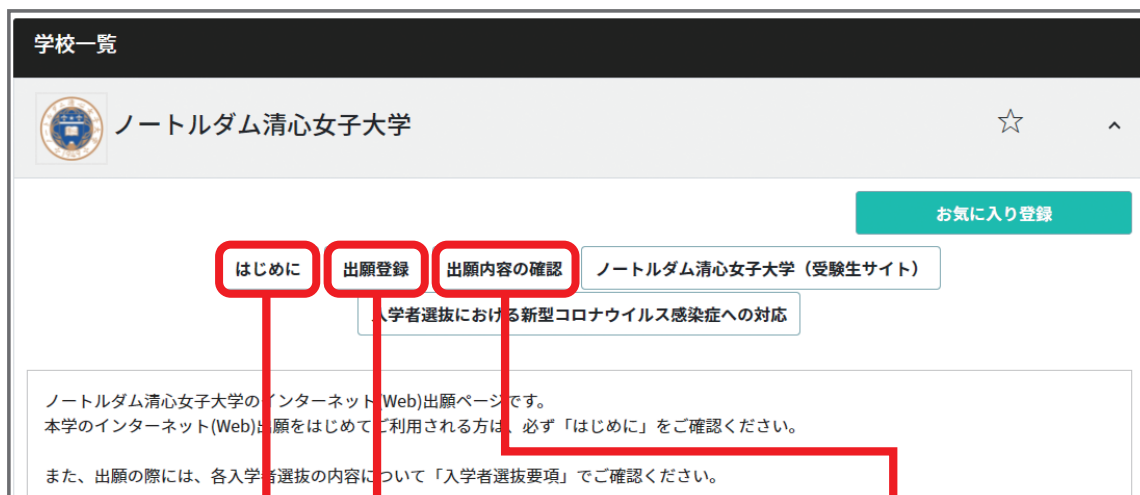 学校一覧
ノートルダム清心女子大学
お気に入り登録
はじめに 出願登録 出願内容の確認 ノートルダム清心女子大学（受験生サイト）
入学者選抜における新型コロナウイルス感染症への対応
ノートルダム清心女子大学のインターネット(Web)出願ページです。
本学のインターネット(Web)出願をはじめてご利用される方は、必ず「はじめに」をご確認ください。
また、出願の際には、各入学者選抜の内容について「入学者選抜要項」でご確認ください。